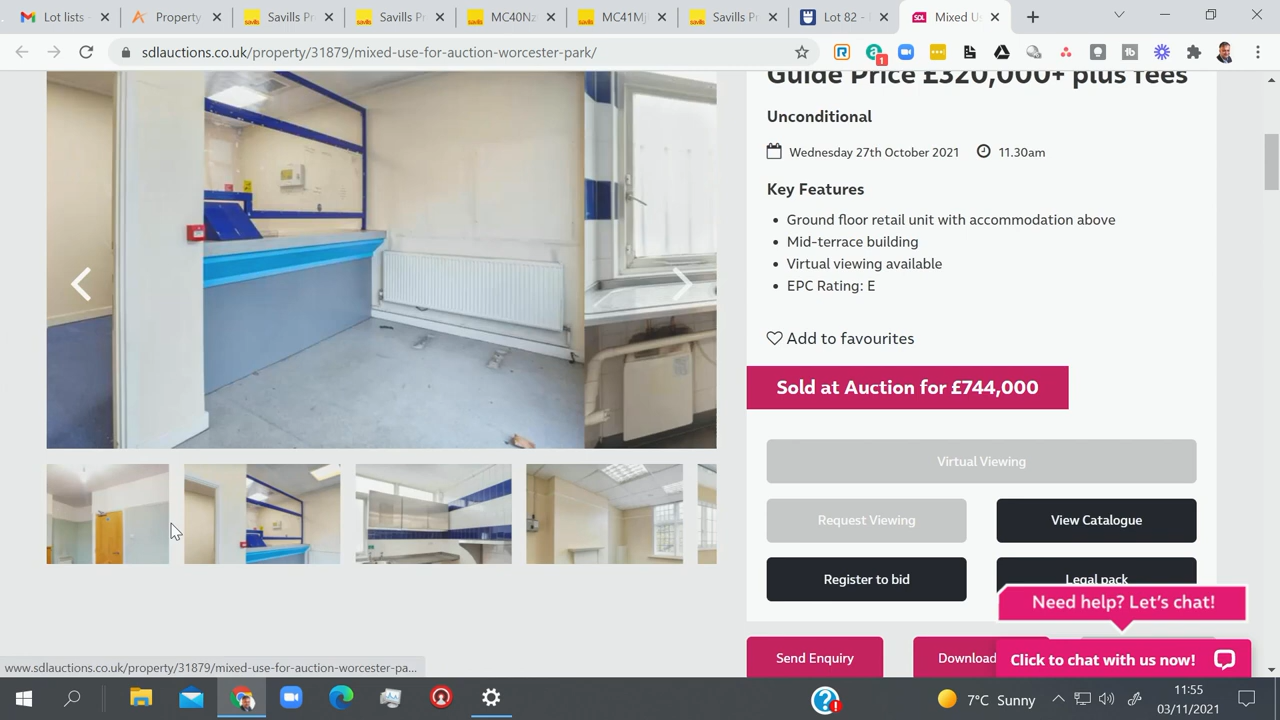 Lot lists -
Property
Savills Pr
Savills Pr
MC40Nz
MC41Mj
Savills Pr
Lot 82 -
Mixed Us
sdlauctions.co.uk/property/31879/mixed-use-for-auction-worcester-park/
Guide Price £320,000+ plus fees
Unconditional
Wednesday 27th October 2021 11.30am
Key Features
• Ground floor retail unit with accommodation above
• Mid-terrace building
• Virtual viewing available
• EPC Rating: E
Add to favourites
Sold at Auction for £744,000
Virtual Viewing
Request Viewing
View Catalogue
Register to bid
Legal pack
Need help? Let's chat!
Send Enquiry
Download
Click to chat with us now!
www.sdlauctions.co.uk/property/31879/mixed-use-for-auction-worcester-pa...
7°C Sunny
11:55
03/11/2021